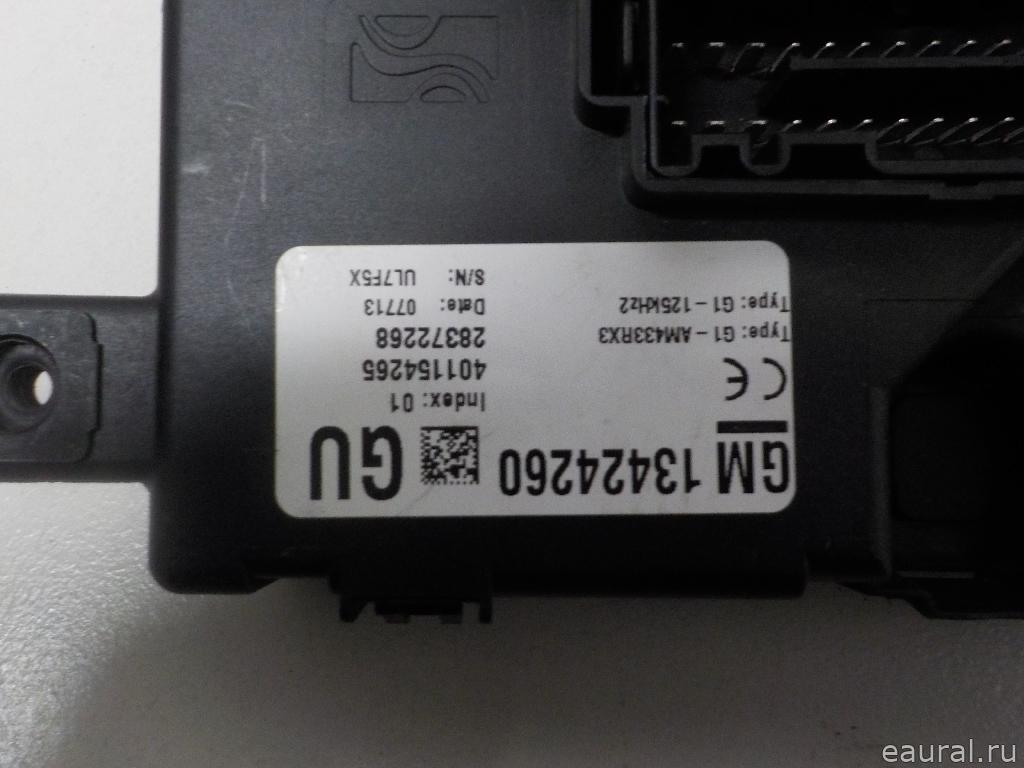 GM 13424260 GU
Index: 01
CE
401154265
Type: G1 - AM433RX3
28372268
Type: G1 - 125kHz2
Date: 07713
S/N: UL7F5X
eaural.ru